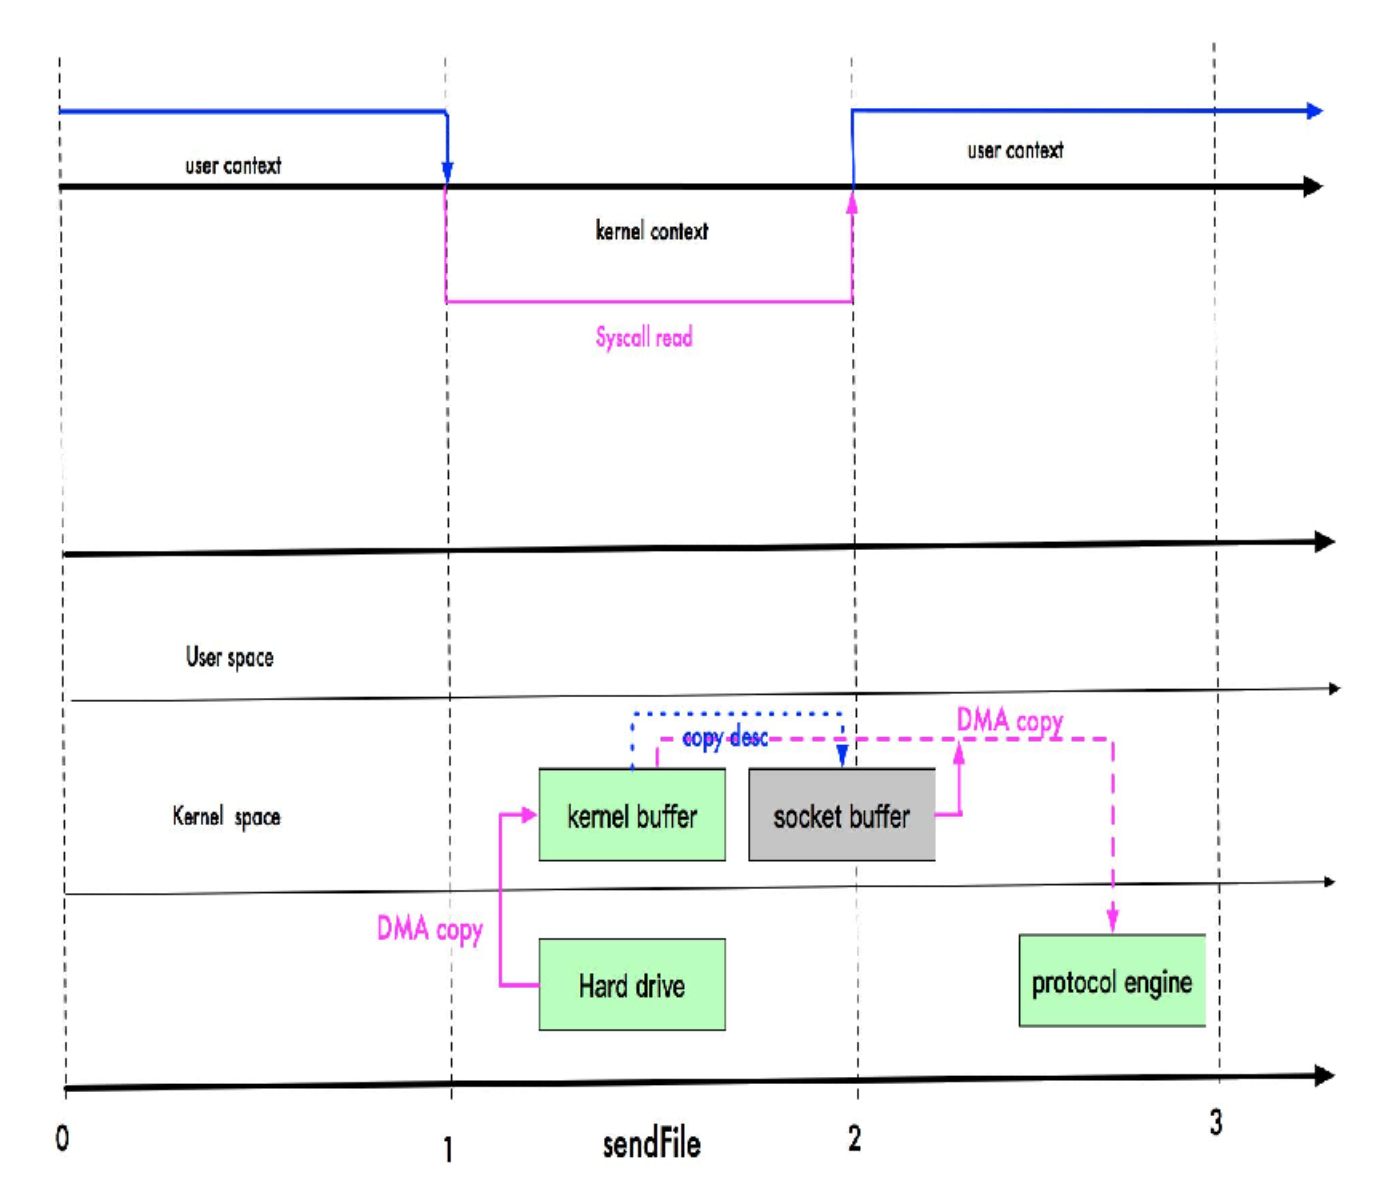 user context
user context
kernel context
Syscall read
User space
DMA copy
copy desc
kernel buffer
socket buffer
Kernel space
DMA copy
Hard drive
protocol engine
0
1
sendFile
2
3